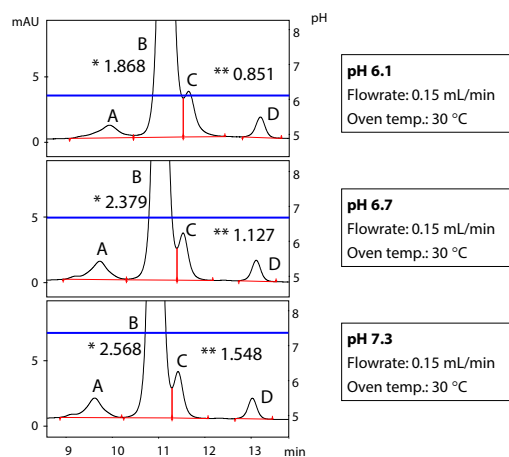 mAU
pH
B
8
* 1.868
C
** 0.851
7
5
6
A
D
0
5
pH 6.1
Flowrate: 0.15 mL/min
Oven temp.: 30 °C
B
8
* 2.379
C
** 1.127
7
5
6
A
D
0
5
pH 6.7
Flowrate: 0.15 mL/min
Oven temp.: 30 °C
B
8
* 2.568
C
** 1.548
7
5
6
A
D
0
5
9 10 11 12 13 min
pH 7.3
Flowrate: 0.15 mL/min
Oven temp.: 30 °C